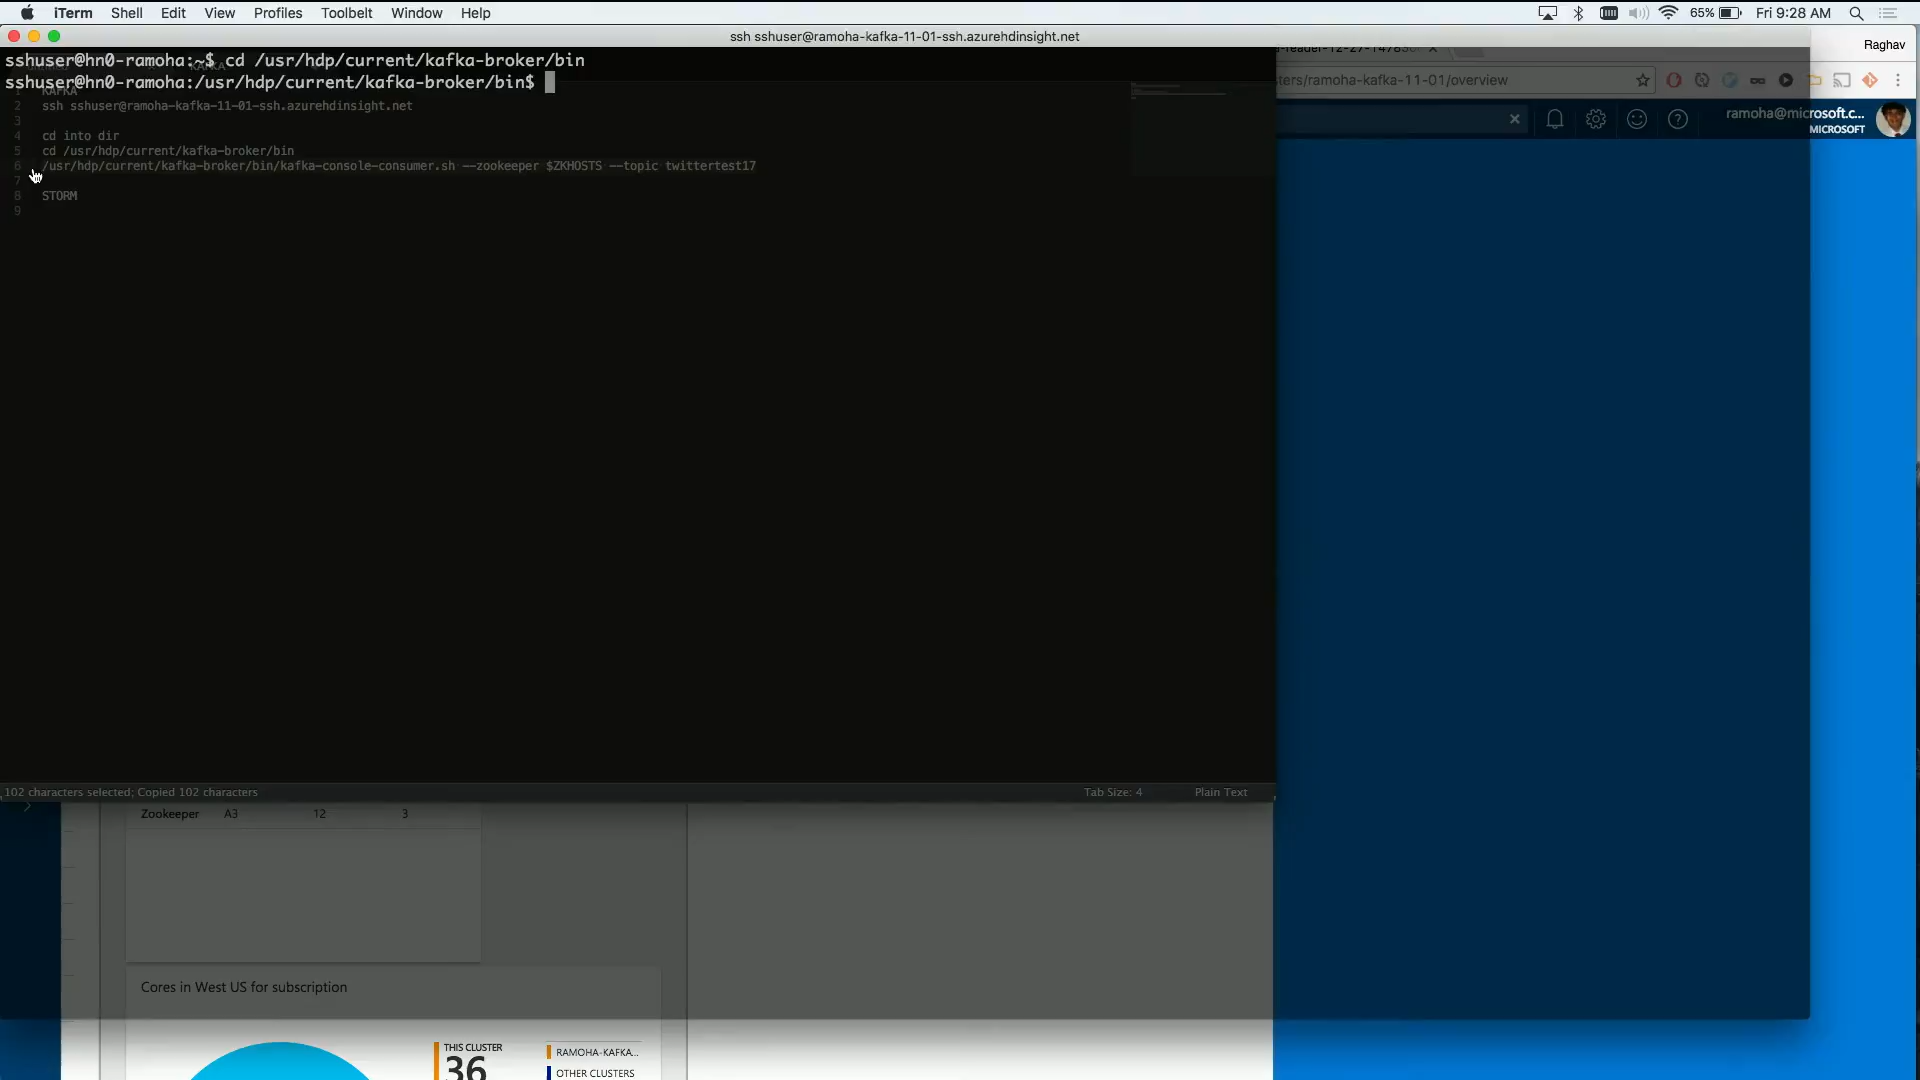 iTerm Shell Edit View Profiles Toolbelt Window Help 65% Fri 9:28 AM
ssh sshuser@ramoha-kafka-11-01-ssh.azurehdinsight.net
Raghav
sshuser@hn0-ramoha:~$ cd /usr/hdp/current/kafka-broker/bin
sshuser@hn0-ramoha:/usr/hdp/current/kafka-broker/bin$
ters/ramoha-kafka-11-01/overview
ramoha@microsoft.c...
MICROSOFT
1 KAFKA
2 ssh sshuser@ramoha-kafka-11-01-ssh.azurehdinsight.net
3
4 cd into dir
5 cd /usr/hdp/current/kafka-broker/bin
6 /usr/hdp/current/kafka-broker/bin/kafka-console-consumer.sh --zookeeper $ZKHOSTS --topic twittertest17
7
8 STORM
9
102 characters selected; Copied 102 characters Tab Size: 4 Plain Text
Zookeeper A3 12 3
Cores in West US for subscription
THIS CLUSTER
36
RAMOHA-KAFKA...
OTHER CLUSTERS